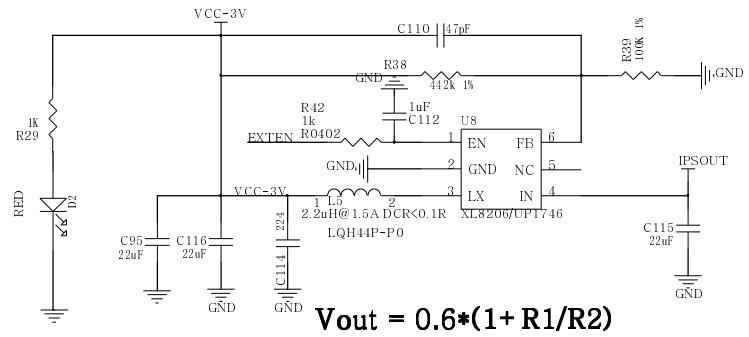 VCC-3V
C110
47pF
R39
100K 1%
GND
R38
GND
442k 1%
1K
R29
R42
1k
R0402
1uF
C112
U8
EXTEN
1
EN
FB
6
GND
2
GND
NC
5
IPSOUT
RED
D2
VCC-3V
L5
1
2
3
LX
IN
4
2.2uH@1.5A DCR<0.1R
XL8206/UP1746
LQH44P-P0
C95
22uF
C116
22uF
224
C114
C115
22uF
GND
GND
GND
Vout = 0.6*(1+R1/R2)